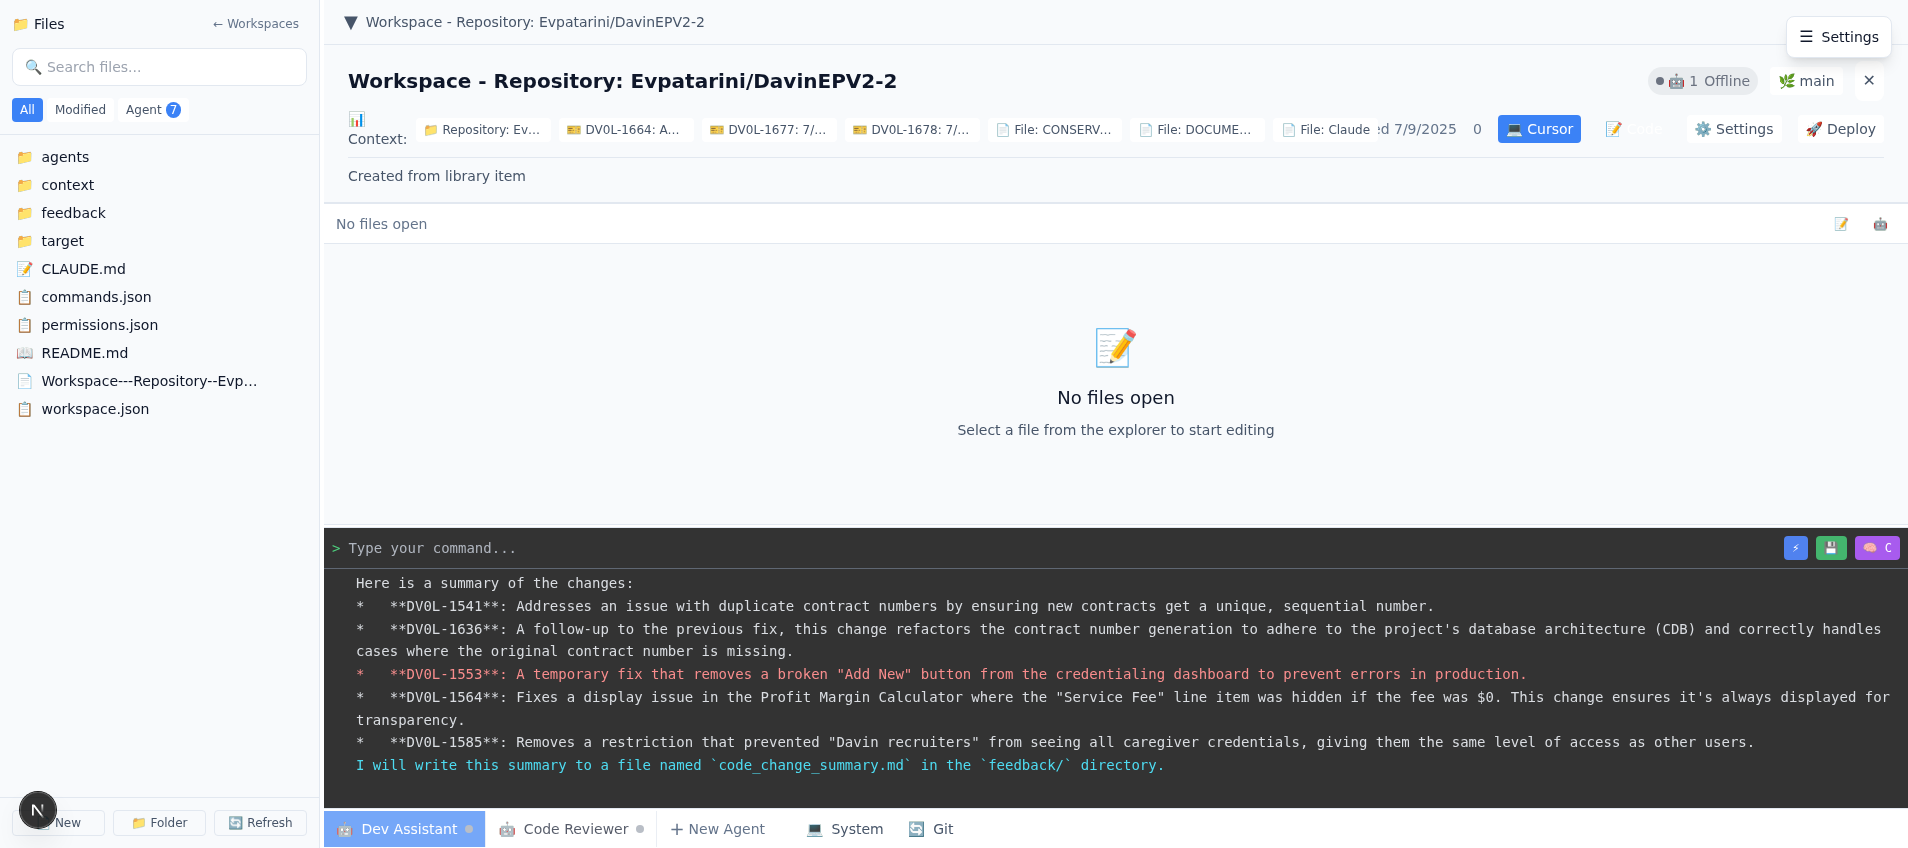 Files
← Workspaces
Search files...
All
Modified
Agent 7
agents
context
feedback
target
CLAUDE.md
commands.json
permissions.json
README.md
Workspace---Repository--Evp...
workspace.json
New
Folder
Refresh
N
▼ Workspace - Repository: Evpatarini/DavinEPV2-2
☰ Settings
Workspace - Repository: Evpatarini/DavinEPV2-2
1 Offline
main
✕
Context:
Repository: Ev...
DV0L-1664: A...
DV0L-1677: 7/...
DV0L-1678: 7/...
File: CONSERV...
File: DOCUME...
File: Claude
ed 7/9/2025
0
Cursor
Settings
Deploy
Created from library item
No files open
No files open
Select a file from the explorer to start editing
> Type your command...
C
Here is a summary of the changes:
* **DV0L-1541**: Addresses an issue with duplicate contract numbers by ensuring new contracts get a unique, sequential number.
* **DV0L-1636**: A follow-up to the previous fix, this change refactors the contract number generation to adhere to the project's database architecture (CDB) and correctly handles
cases where the original contract number is missing.
* **DV0L-1553**: A temporary fix that removes a broken "Add New" button from the credentialing dashboard to prevent errors in production.
* **DV0L-1564**: Fixes a display issue in the Profit Margin Calculator where the "Service Fee" line item was hidden if the fee was $0. This change ensures it's always displayed for
transparency.
* **DV0L-1585**: Removes a restriction that prevented "Davin recruiters" from seeing all caregiver credentials, giving them the same level of access as other users.
I will write this summary to a file named `code_change_summary.md` in the `feedback/` directory.
Dev Assistant
Code Reviewer
+ New Agent
System
Git